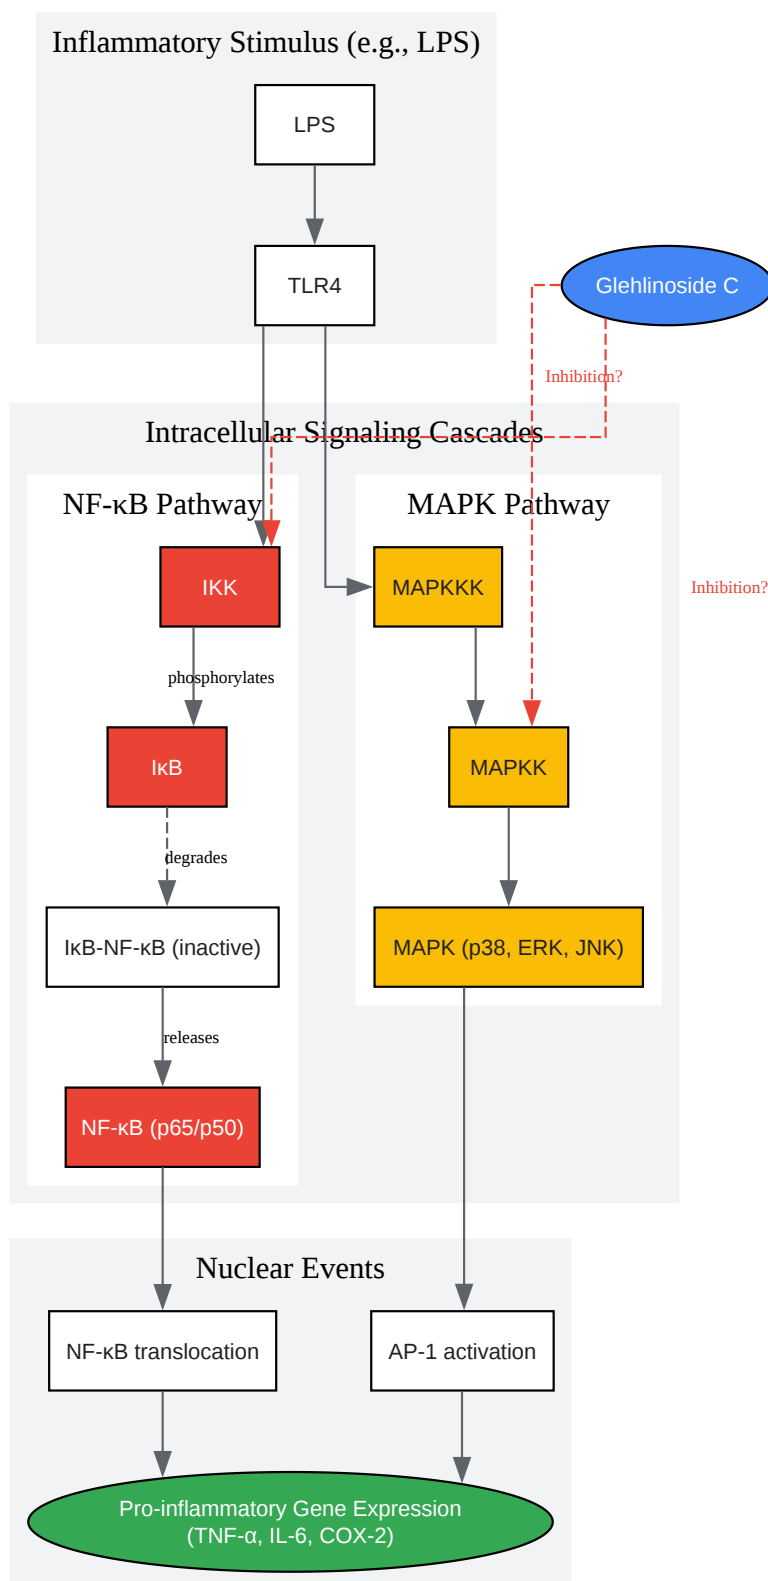 Inflammatory Stimulus (e.g., LPS)
LPS
TLR4
Glehlinoside C
Inhibition?
Intracellular Signaling Cascades
NF-κB Pathway
MAPK Pathway
IKK
MAPKKK
Inhibition?
phosphorylates
IκB
MAPKK
degrades
IκB-NF-κB (inactive)
MAPK (p38, ERK, JNK)
releases
NF-κB (p65/p50)
Nuclear Events
NF-κB translocation
AP-1 activation
Pro-inflammatory Gene Expression
(TNF-α, IL-6, COX-2)